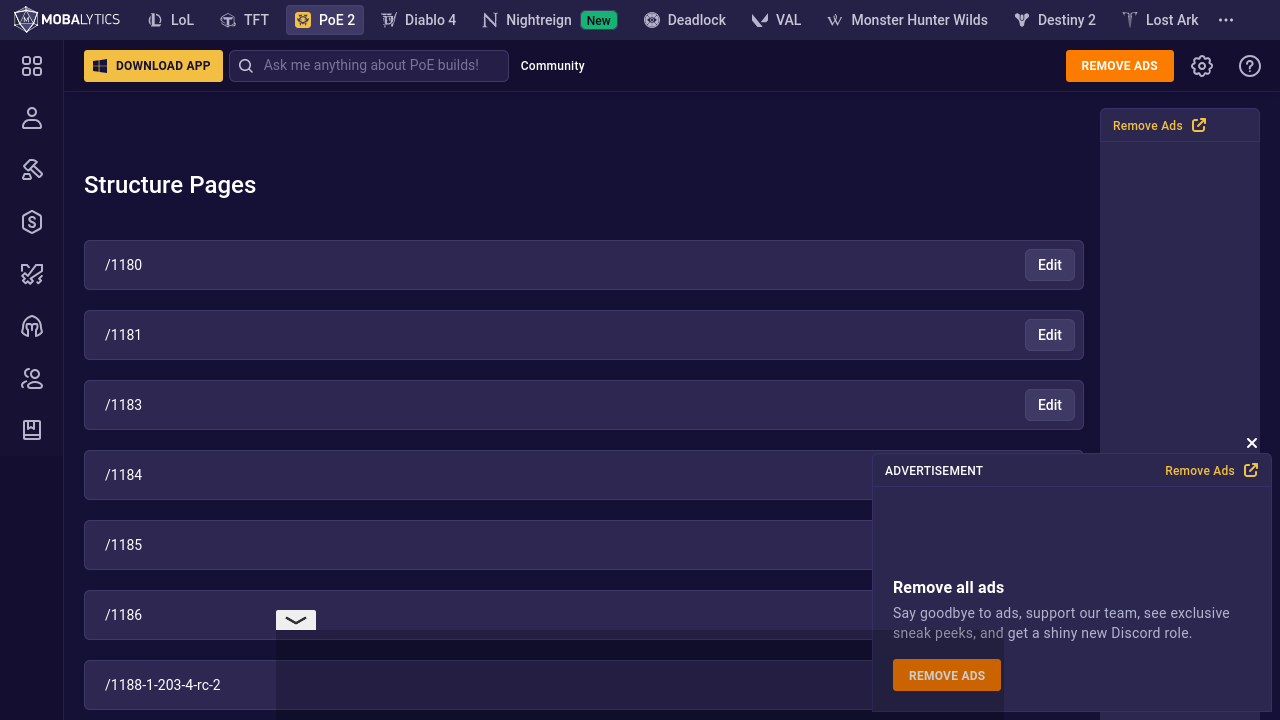 MOBALYTICS
LoL
TFT
PoE 2
Diablo 4
Nightreign
New
Deadlock
VAL
Monster Hunter Wilds
Destiny 2
Lost Ark
DOWNLOAD APP
Ask me anything about PoE builds!
Community
REMOVE ADS
Remove Ads
Structure Pages
/1180
Edit
/1181
Edit
/1183
Edit
/1184
/1185
/1186
/1188-1-203-4-rc-2
ADVERTISEMENT
Remove Ads
Remove all ads
Say goodbye to ads, support our team, see exclusive
sneak peeks, and get a shiny new Discord role.
REMOVE ADS